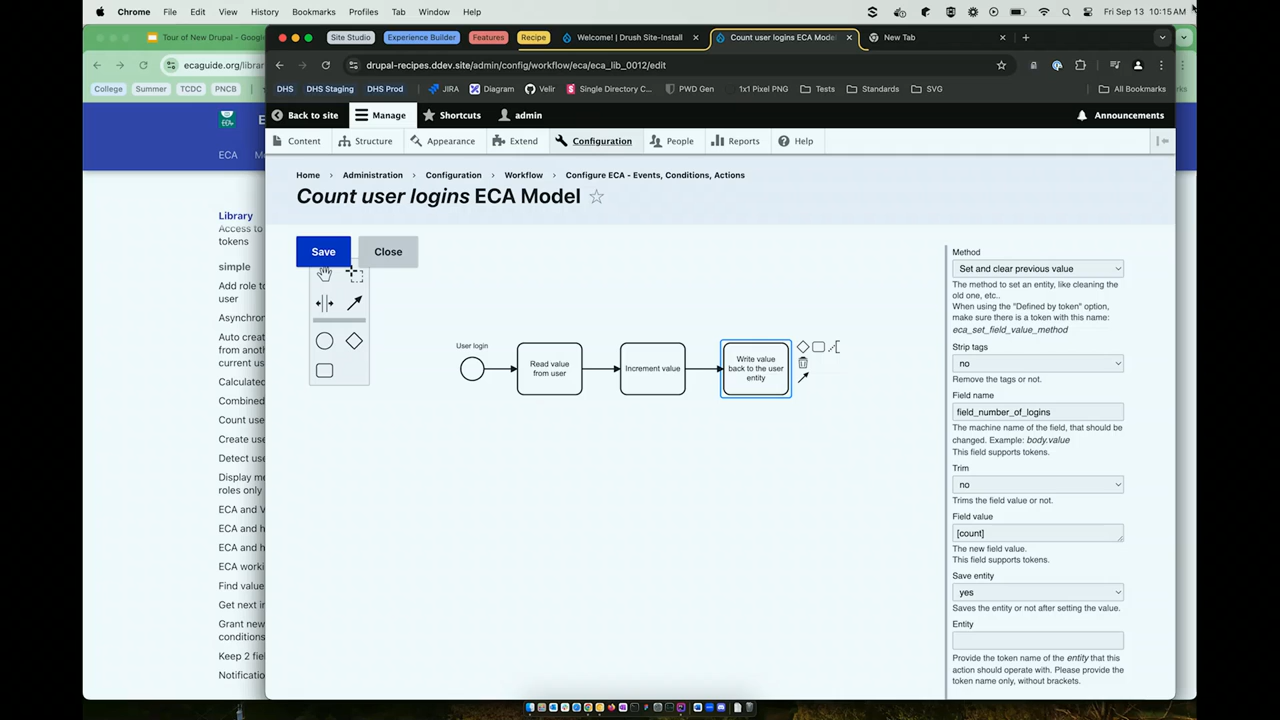 Chrome File Edit View History Bookmarks Profiles Tab Window Help
Fri Sep 13 10:15 AM
Tour of New Drupal - Google
Site Studio Experience Builder Features Recipe
Welcome! | Drush Site-Install
Count user logins ECA Model
New Tab
ecaguide.org/librar
drupal-recipes.ddev.site/admin/config/workflow/eca/eca_lib_0012/edit
College Summer TCDC PNCB
DHS DHS Staging DHS Prod JIRA Diagram Velir Single Directory C... PWD Gen 1x1 Pixel PNG Tests Standards SVG All Bookmarks
Back to site Manage Shortcuts admin Announcements
Content Structure Appearance Extend Configuration People Reports Help
ECA
Home › Administration › Configuration › Workflow › Configure ECA - Events, Conditions, Actions
Count user logins ECA Model
Save Close
Library
Access to
tokens
simple
Add role to
user
Asynchron
Auto creat
from anoth
current us
Calculated
Combined
Count use
Create use
Detect use
Display me
roles only
ECA and V
ECA and h
ECA and h
ECA worki
Find value
Get next in
Grant new
conditions
Keep 2 fiel
Notificatio
User login
Read value
from user
Increment value
Write value
back to the user
entity
Method
Set and clear previous value
The method to set an entity, like cleaning the
old one, etc..
When using the "Defined by token" option,
make sure there is a token with this name:
eca_set_field_value_method
Strip tags
no
Remove the tags or not.
Field name
field_number_of_logins
The machine name of the field, that should be
changed. Example: body.value
This field supports tokens.
Trim
no
Trims the field value or not.
Field value
[count]
The new field value.
This field supports tokens.
Save entity
yes
Saves the entity or not after setting the value.
Entity
Provide the token name of the entity that this
action should operate with. Please provide the
token name only, without brackets.